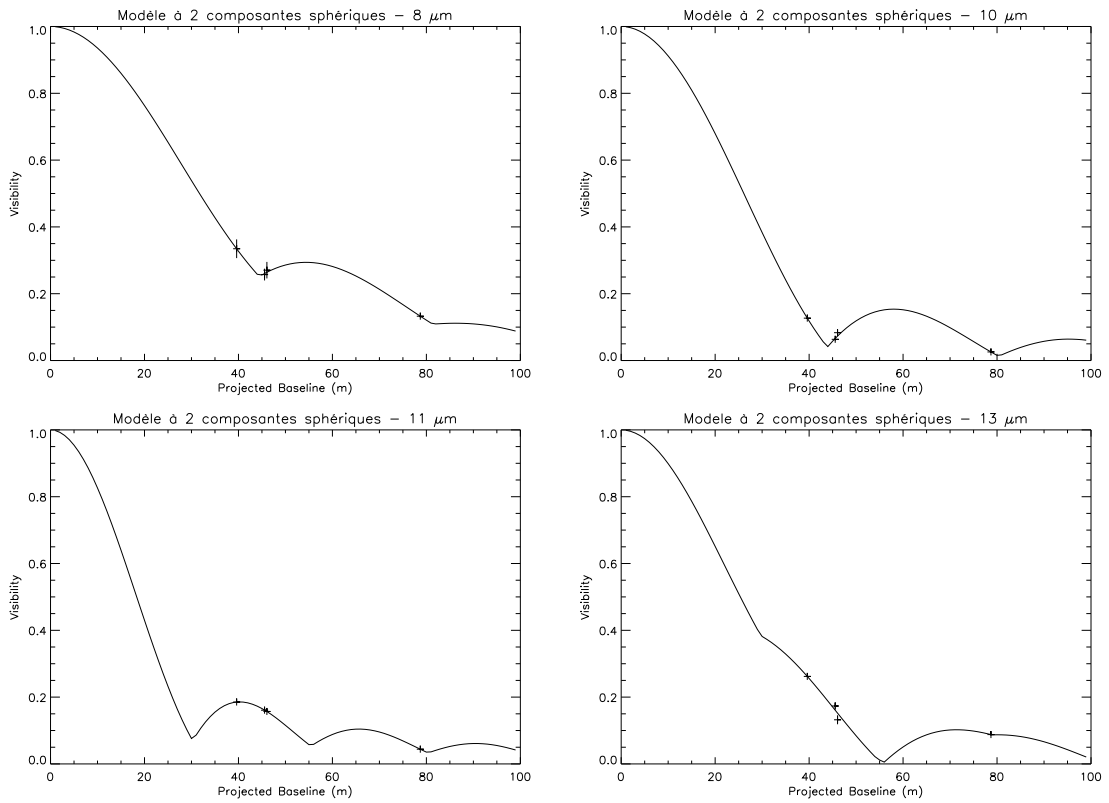 Modèle à 2 composantes sphériques – 8 μm
1.0
0.8
0.6
0.4
0.2
0.0
Visibility
0 20 40 60 80 100
Projected Baseline (m)
Modèle à 2 composantes sphériques – 10 μm
1.0
0.8
0.6
0.4
0.2
0.0
Visibility
0 20 40 60 80 100
Projected Baseline (m)
Modèle à 2 composantes sphériques – 11 μm
1.0
0.8
0.6
0.4
0.2
0.0
Visibility
0 20 40 60 80 100
Projected Baseline (m)
Modele à 2 composantes sphériques – 13 μm
1.0
0.8
0.6
0.4
0.2
0.0
Visibility
0 20 40 60 80 100
Projected Baseline (m)